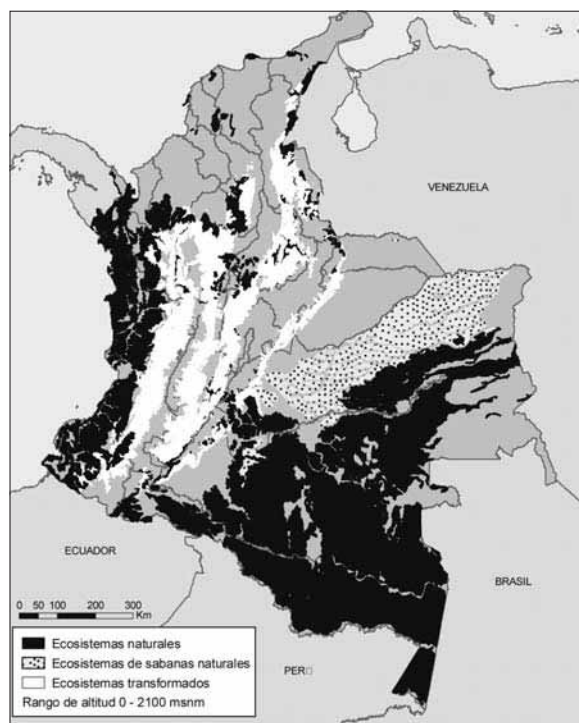 VENEZUELA
ECUADOR
BRASIL
0 50 100 200 300
Km
PER□
Ecosistemas naturales
Ecosistemas de sabanas naturales
Ecosistemas transformados
Rango de altitud 0 - 2100 msnm